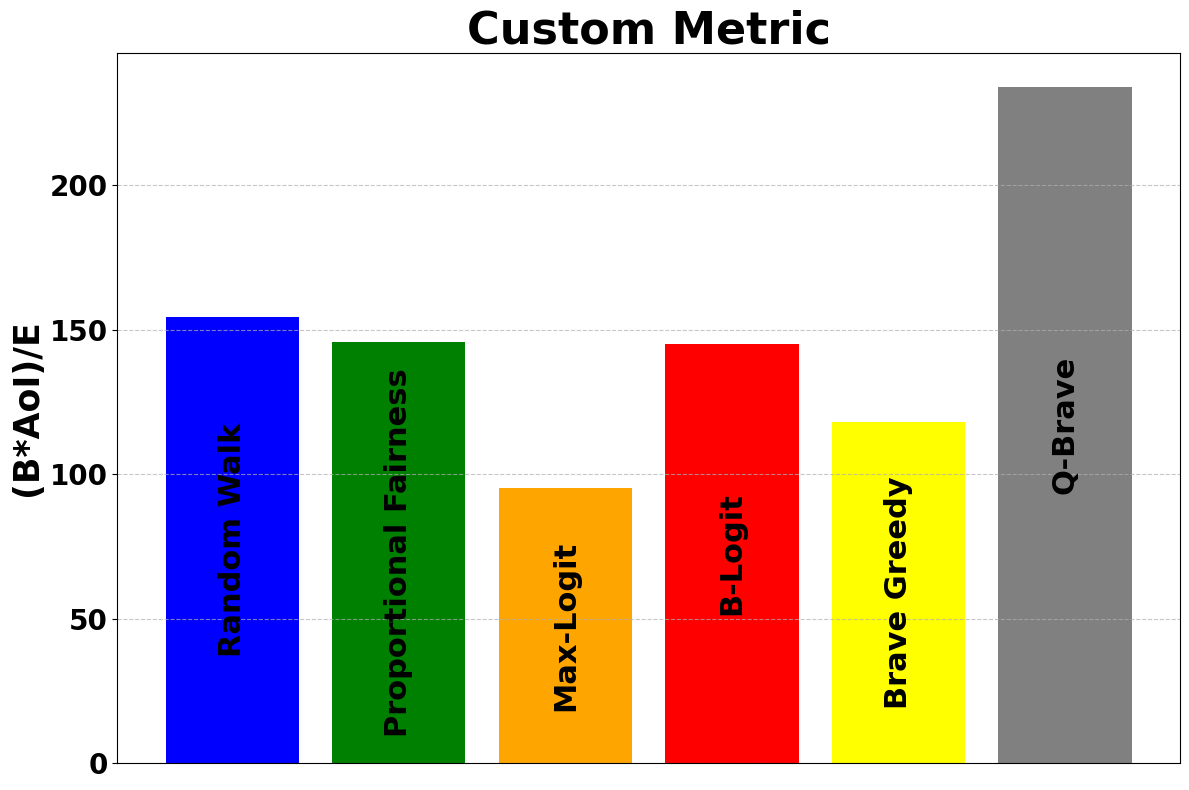 Custom Metric
(B*AoI)/E
200
150
100
50
0
Random Walk
Proportional Fairness
Max-Logit
B-Logit
Brave Greedy
Q-Brave